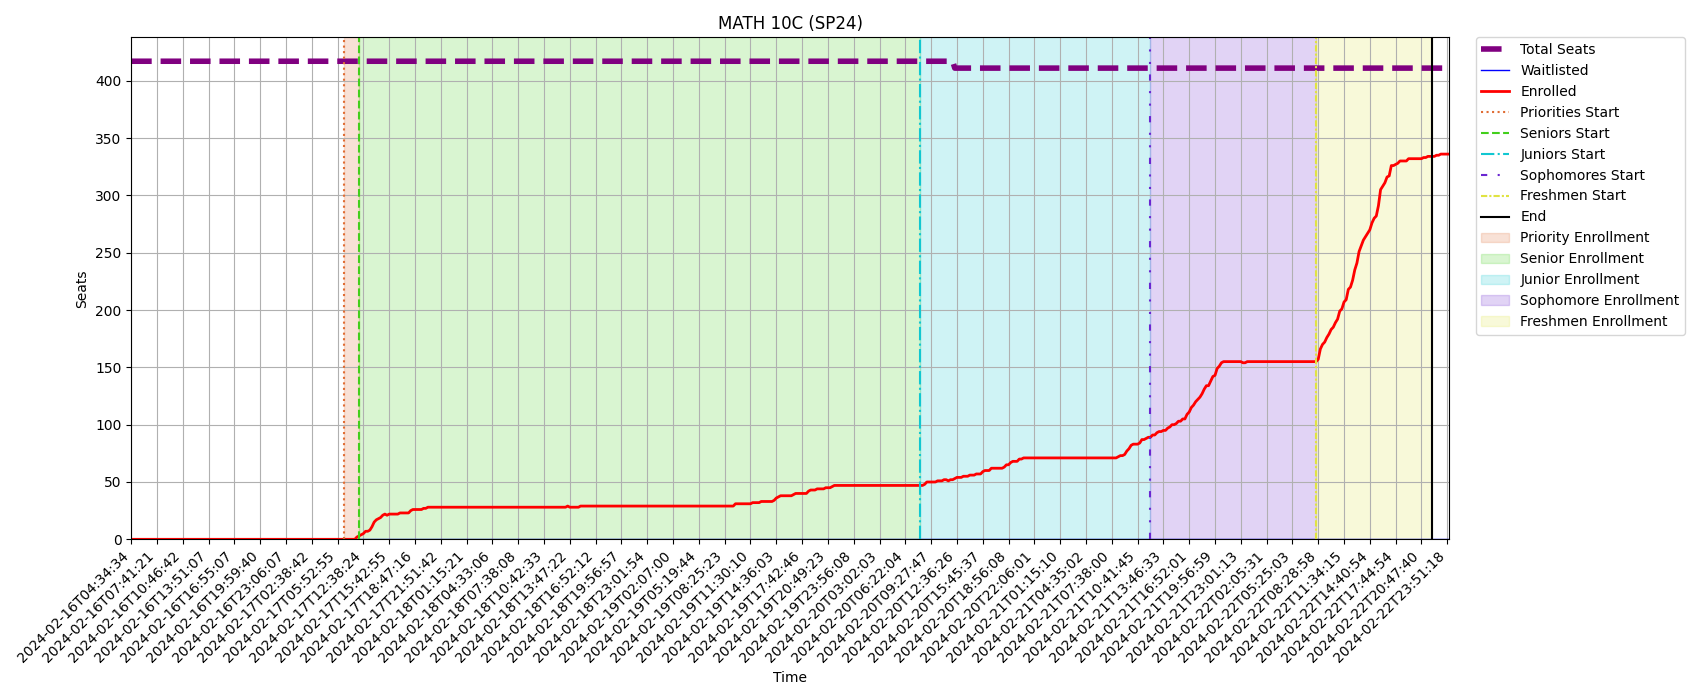 MATH 10C (SP24)
Seats
400
350
300
250
200
150
100
50
0
2024-02-16T04:34:34
2024-02-16T07:41:21
2024-02-16T10:46:42
2024-02-16T13:51:07
2024-02-16T16:55:07
2024-02-16T19:59:40
2024-02-16T23:06:07
2024-02-17T02:38:42
2024-02-17T05:52:55
2024-02-17T12:38:24
2024-02-17T15:42:55
2024-02-17T18:47:16
2024-02-17T21:51:42
2024-02-18T01:15:21
2024-02-18T04:33:06
2024-02-18T07:38:08
2024-02-18T10:42:33
2024-02-18T13:47:22
2024-02-18T16:52:12
2024-02-18T19:56:57
2024-02-18T23:01:54
2024-02-19T02:07:00
2024-02-19T05:19:44
2024-02-19T08:25:23
2024-02-19T11:30:10
2024-02-19T14:36:03
2024-02-19T17:42:46
2024-02-19T20:49:23
2024-02-19T23:56:08
2024-02-20T03:02:03
2024-02-20T06:22:04
2024-02-20T09:27:47
2024-02-20T12:36:26
2024-02-20T15:45:37
2024-02-20T18:56:08
2024-02-20T22:06:01
2024-02-21T01:15:10
2024-02-21T04:35:02
2024-02-21T07:38:00
2024-02-21T10:41:45
2024-02-21T13:46:33
2024-02-21T16:52:01
2024-02-21T19:56:59
2024-02-21T23:01:13
2024-02-22T02:05:31
2024-02-22T05:25:03
2024-02-22T08:28:58
2024-02-22T11:34:15
2024-02-22T14:40:54
2024-02-22T17:44:54
2024-02-22T20:47:40
2024-02-22T23:51:18
Time
Total Seats
Waitlisted
Enrolled
Priorities Start
Seniors Start
Juniors Start
Sophomores Start
Freshmen Start
End
Priority Enrollment
Senior Enrollment
Junior Enrollment
Sophomore Enrollment
Freshmen Enrollment